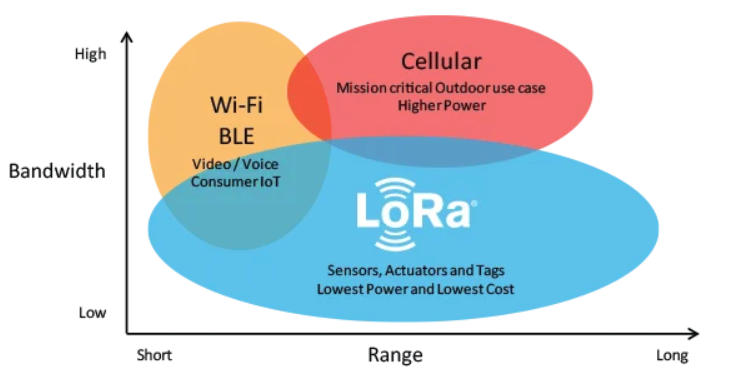 High
Bandwidth
Low
Wi-Fi
BLE
Video / Voice
Consumer IoT
Cellular
Mission critical Outdoor use case
Higher Power
LoRa®
Sensors, Actuators and Tags
Lowest Power and Lowest Cost
Short
Range
Long